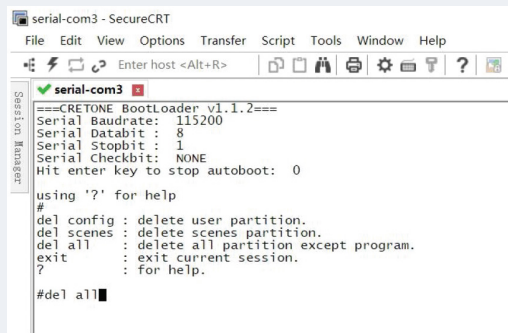 serial-com3 - SecureCRT
File Edit View Options Transfer Script Tools Window Help
Enter host <Alt+R>
serial-com3
Session Manager
===CRETONE BootLoader v1.1.2===
Serial Baudrate: 115200
Serial Databit : 8
Serial Stopbit : 1
Serial Checkbit: NONE
Hit enter key to stop autoboot: 0
using '?' for help
#
del config : delete user partition.
del scenes : delete scenes partition.
del all : delete all partition except program.
exit : exit current session.
? : for help.
#del all